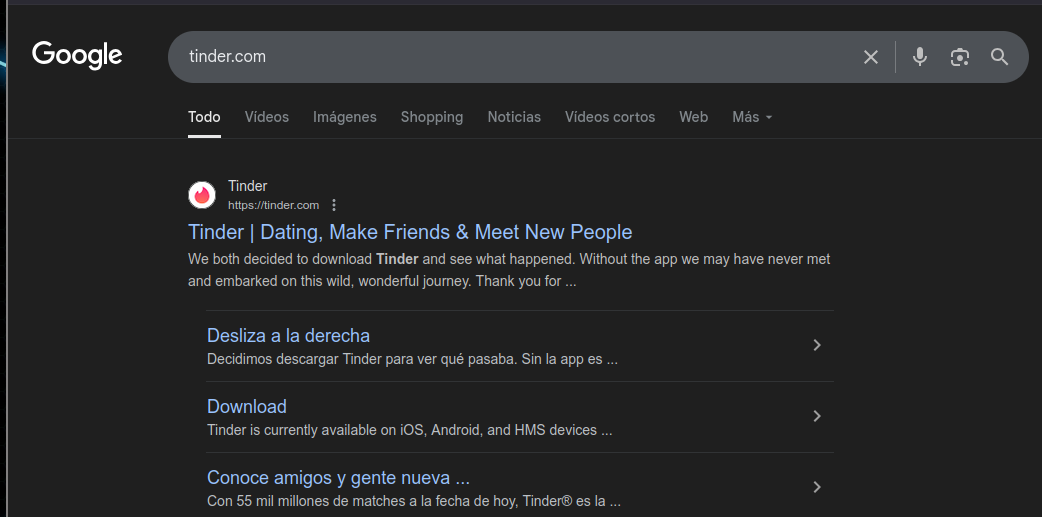 Google
tinder.com
Todo Vídeos Imágenes Shopping Noticias Vídeos cortos Web Más
Tinder
https://tinder.com
Tinder | Dating, Make Friends & Meet New People
We both decided to download Tinder and see what happened. Without the app we may have never met
and embarked on this wild, wonderful journey. Thank you for ...
Desliza a la derecha
Decidimos descargar Tinder para ver qué pasaba. Sin la app es ...
Download
Tinder is currently available on iOS, Android, and HMS devices ...
Conoce amigos y gente nueva ...
Con 55 mil millones de matches a la fecha de hoy, Tinder® es la ...